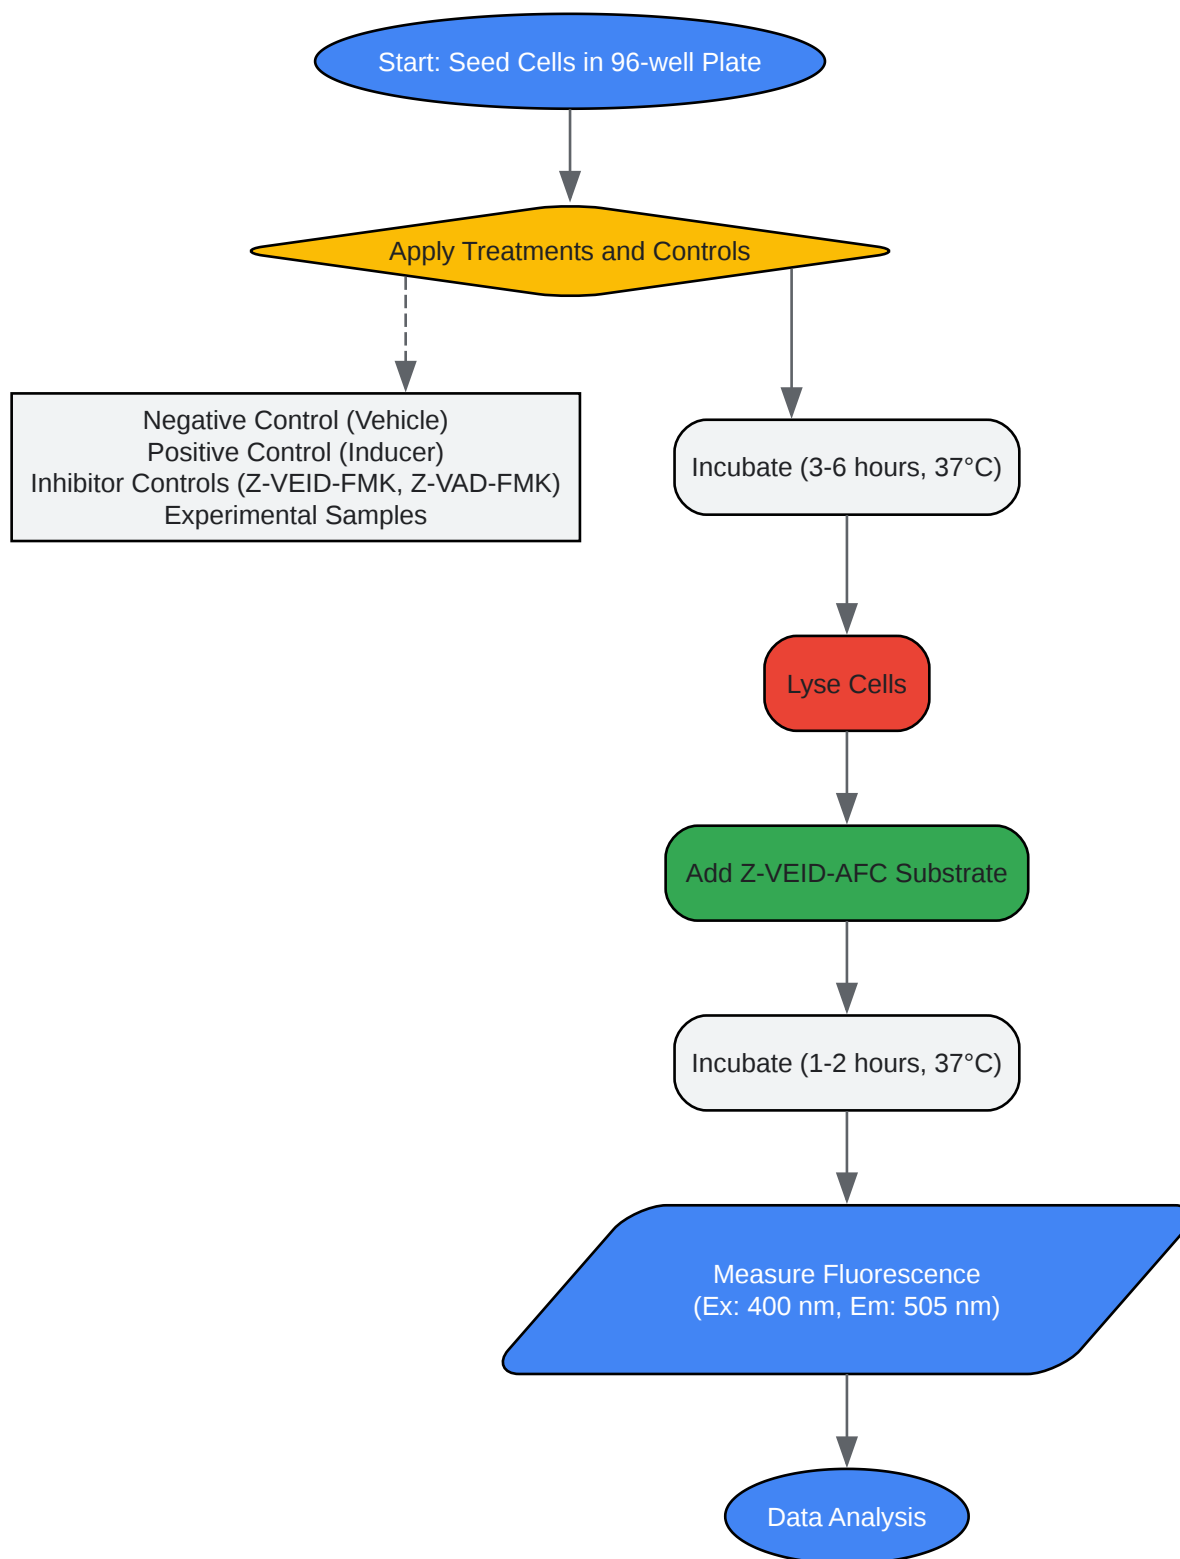 Start: Seed Cells in 96-well Plate
Apply Treatments and Controls
Negative Control (Vehicle)
Positive Control (Inducer)
Inhibitor Controls (Z-VEID-FMK, Z-VAD-FMK)
Experimental Samples
Incubate (3-6 hours, 37°C)
Lyse Cells
Add Z-VEID-AFC Substrate
Incubate (1-2 hours, 37°C)
Measure Fluorescence
(Ex: 400 nm, Em: 505 nm)
Data Analysis